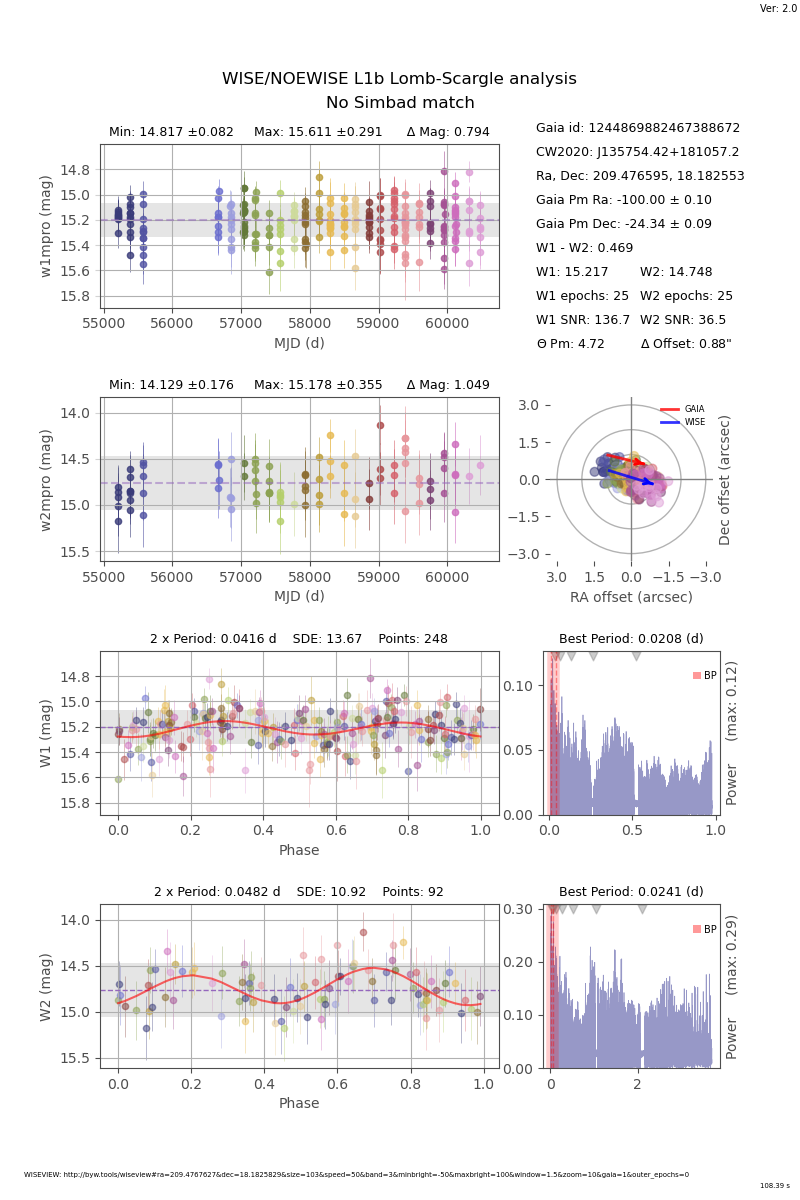 Ver: 2.0
WISE/NOEWISE L1b Lomb-Scargle analysis
No Simbad match
Min: 14.817 ±0.082 Max: 15.611 ±0.291 Δ Mag: 0.794
w1mpro (mag)
14.8
15.0
15.2
15.4
15.6
15.8
55000 56000 57000 58000 59000 60000
MJD (d)
Gaia id: 1244869882467388672
CW2020: J135754.42+181057.2
Ra, Dec: 209.476595, 18.182553
Gaia Pm Ra: -100.00 ± 0.10
Gaia Pm Dec: -24.34 ± 0.09
W1 - W2: 0.469
W1: 15.217 W2: 14.748
W1 epochs: 25 W2 epochs: 25
W1 SNR: 136.7 W2 SNR: 36.5
Θ Pm: 4.72 Δ Offset: 0.88"
Min: 14.129 ±0.176 Max: 15.178 ±0.355 Δ Mag: 1.049
w2mpro (mag)
14.0
14.5
15.0
15.5
55000 56000 57000 58000 59000 60000
MJD (d)
GAIA
WISE
3.0
1.5
0.0
−1.5
−3.0
3.0 1.5 0.0 −1.5 −3.0
RA offset (arcsec)
Dec offset (arcsec)
2 x Period: 0.0416 d SDE: 13.67 Points: 248
W1 (mag)
14.8
15.0
15.2
15.4
15.6
15.8
0.0 0.2 0.4 0.6 0.8 1.0
Phase
Best Period: 0.0208 (d)
BP
0.10
0.05
0.00
0.0 0.5 1.0
Power (max: 0.12)
2 x Period: 0.0482 d SDE: 10.92 Points: 92
W2 (mag)
14.0
14.5
15.0
15.5
0.0 0.2 0.4 0.6 0.8 1.0
Phase
Best Period: 0.0241 (d)
BP
0.30
0.20
0.10
0.00
0 2
Power (max: 0.29)
WISEVIEW: http://byw.tools/wiseview#ra=209.4767627&dec=18.1825829&size=103&speed=50&band=3&minbright=-50&maxbright=100&window=1.5&zoom=10&gaia=1&outer_epochs=0
108.39 s